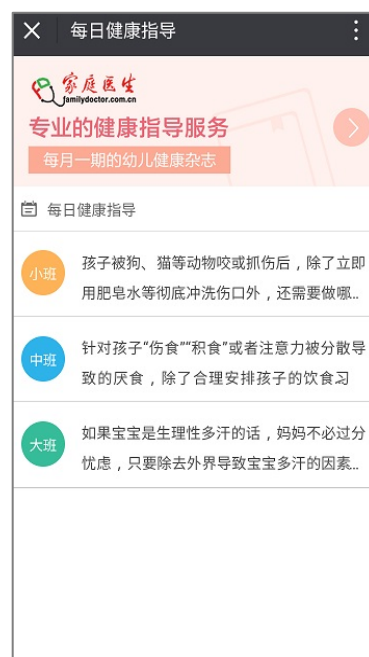 每日健康指导
家庭医生
familydoctor.com.cn
专业的健康指导服务
每月一期的幼儿健康杂志
每日健康指导
小班
孩子被狗、猫等动物咬或抓伤后，除了立即
用肥皂水等彻底冲洗伤口外，还需要做哪...
中班
针对孩子“伤食”“积食”或者注意力被分散导
致的厌食，除了合理安排孩子的饮食习
大班
如果宝宝是生理性多汗的话，妈妈不必过分
忧虑，只要除去外界导致宝宝多汗的因素...